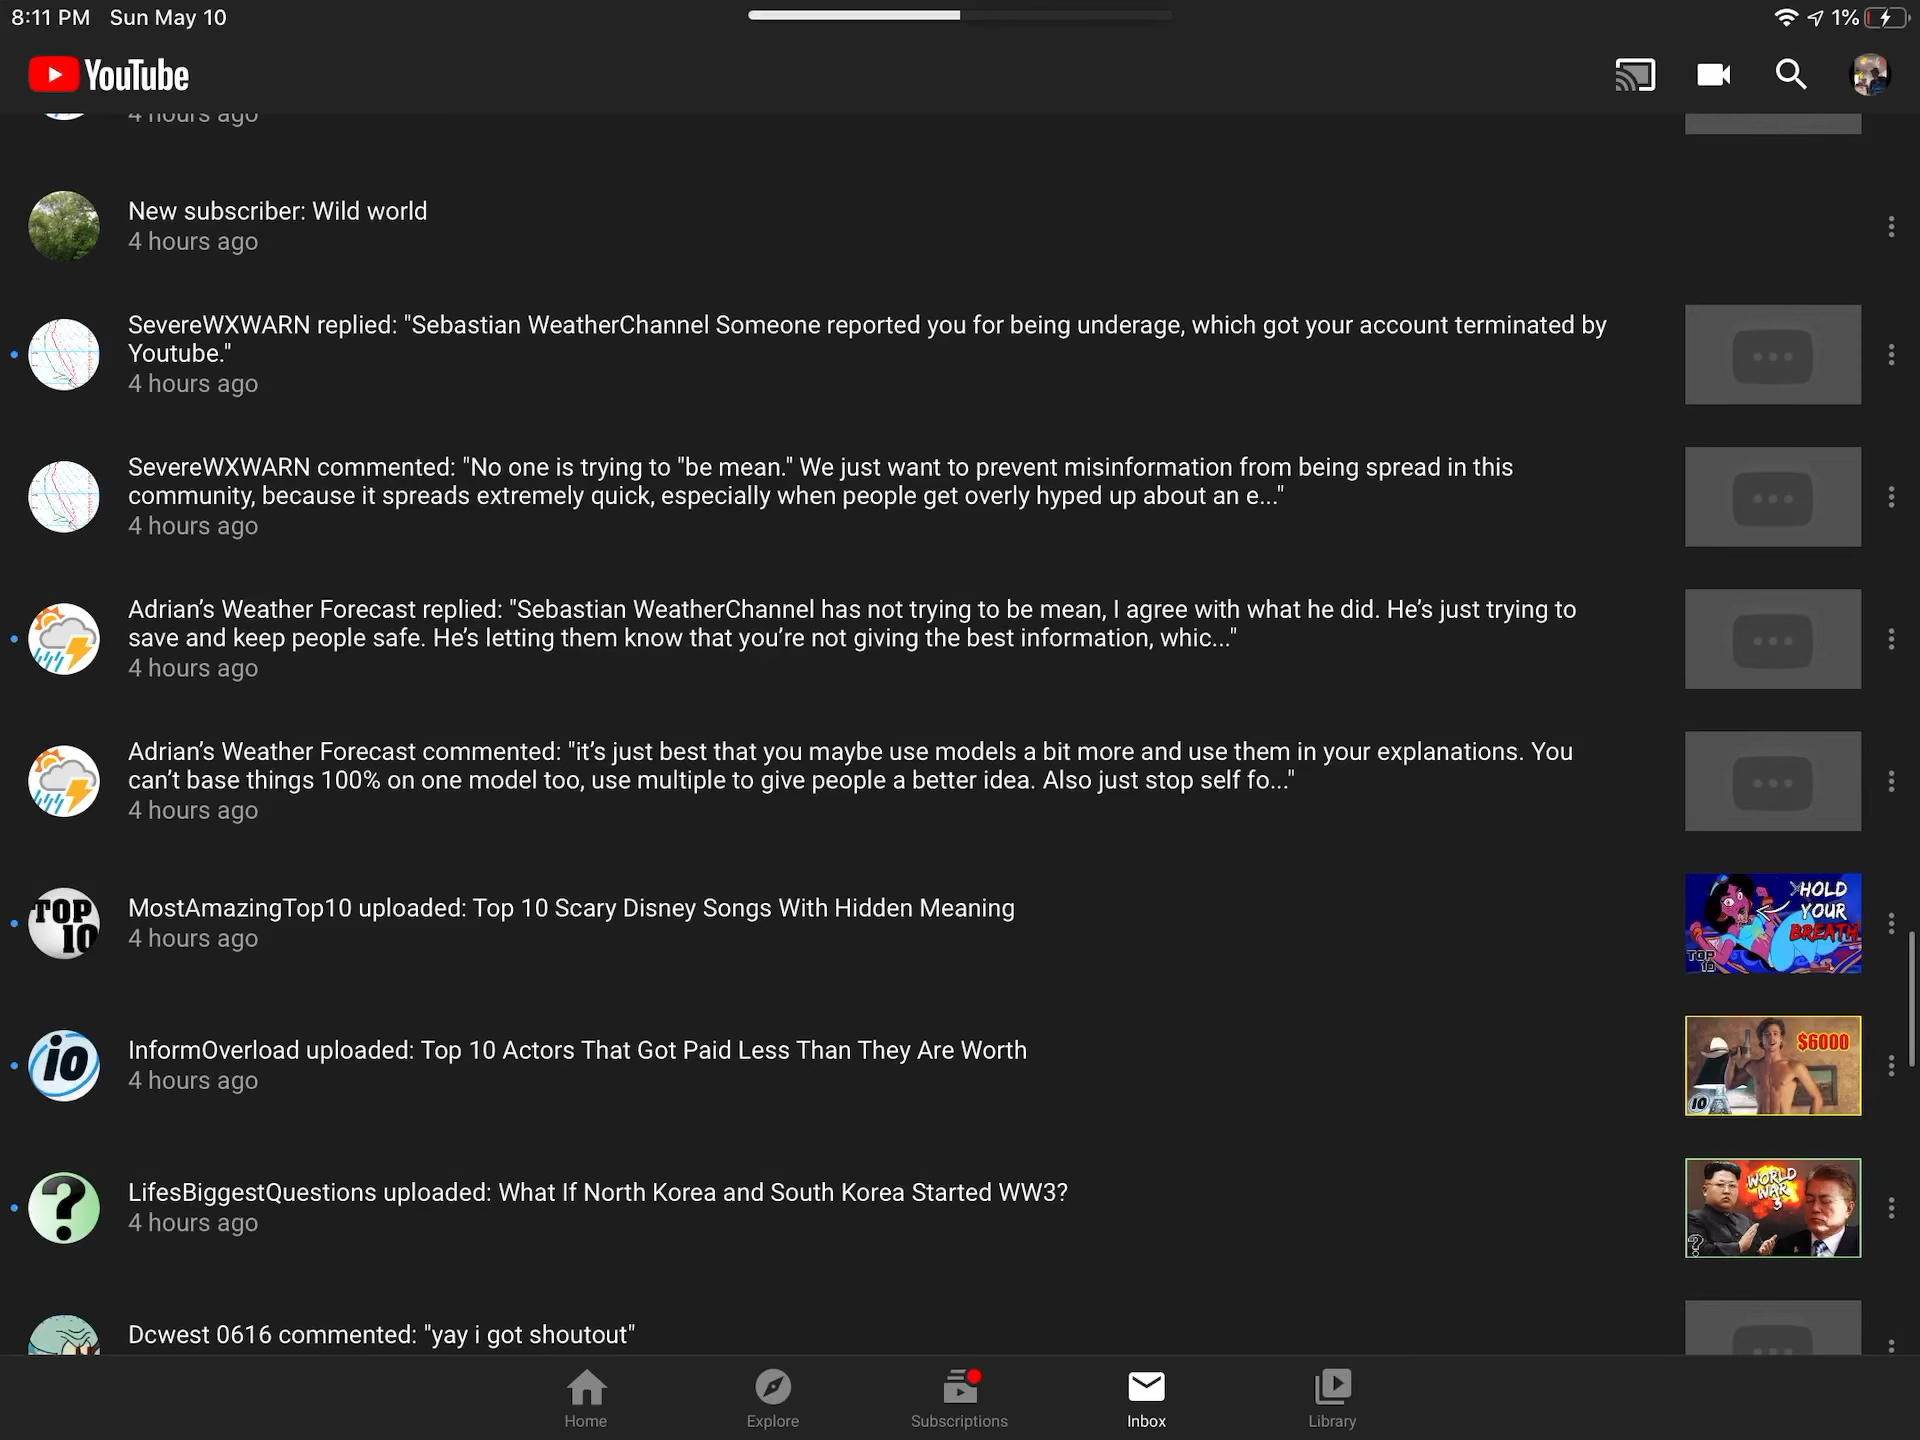 8:11 PM Sun May 10 1%
YouTube
4 hours ago
New subscriber: Wild world
4 hours ago
SevereWXWARN replied: "Sebastian WeatherChannel Someone reported you for being underage, which got your account terminated by
Youtube."
4 hours ago
SevereWXWARN commented: "No one is trying to "be mean." We just want to prevent misinformation from being spread in this
community, because it spreads extremely quick, especially when people get overly hyped up about an e..."
4 hours ago
Adrian’s Weather Forecast replied: "Sebastian WeatherChannel has not trying to be mean, I agree with what he did. He’s just trying to
save and keep people safe. He’s letting them know that you’re not giving the best information, whic..."
4 hours ago
Adrian’s Weather Forecast commented: "it’s just best that you maybe use models a bit more and use them in your explanations. You
can’t base things 100% on one model too, use multiple to give people a better idea. Also just stop self fo..."
4 hours ago
TOP
10
MostAmazingTop10 uploaded: Top 10 Scary Disney Songs With Hidden Meaning
4 hours ago
HOLD
YOUR
BREATH
TOP
10
io
InformOverload uploaded: Top 10 Actors That Got Paid Less Than They Are Worth
4 hours ago
$6000
io
?
LifesBiggestQuestions uploaded: What If North Korea and South Korea Started WW3?
4 hours ago
WORLD
WAR
3
?
Dcwest 0616 commented: "yay i got shoutout"
Home Explore Subscriptions Inbox Library